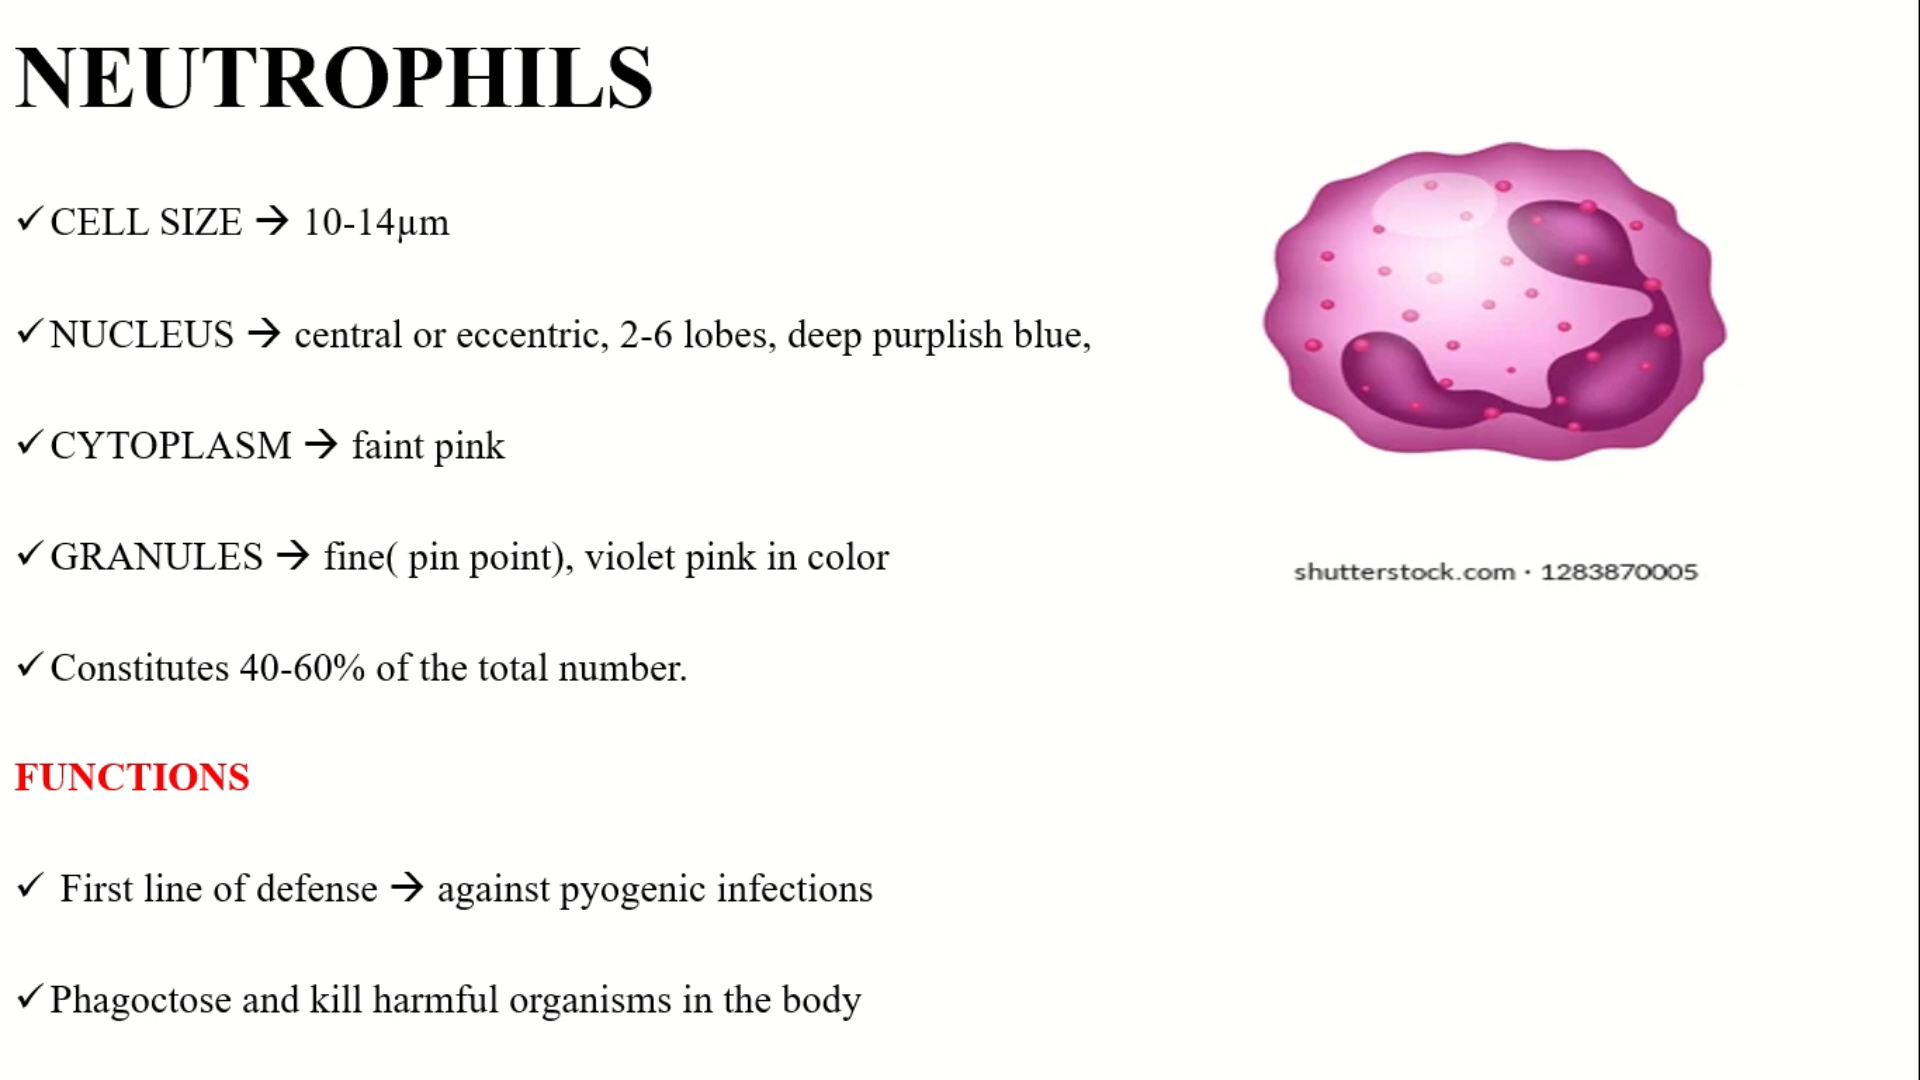 NEUTROPHILS
✓CELL SIZE → 10-14µm
✓NUCLEUS → central or eccentric, 2-6 lobes, deep purplish blue,
✓CYTOPLASM → faint pink
✓GRANULES → fine( pin point), violet pink in color
shutterstock.com · 1283870005
✓Constitutes 40-60% of the total number.
FUNCTIONS
✓ First line of defense → against pyogenic infections
✓Phagoctose and kill harmful organisms in the body